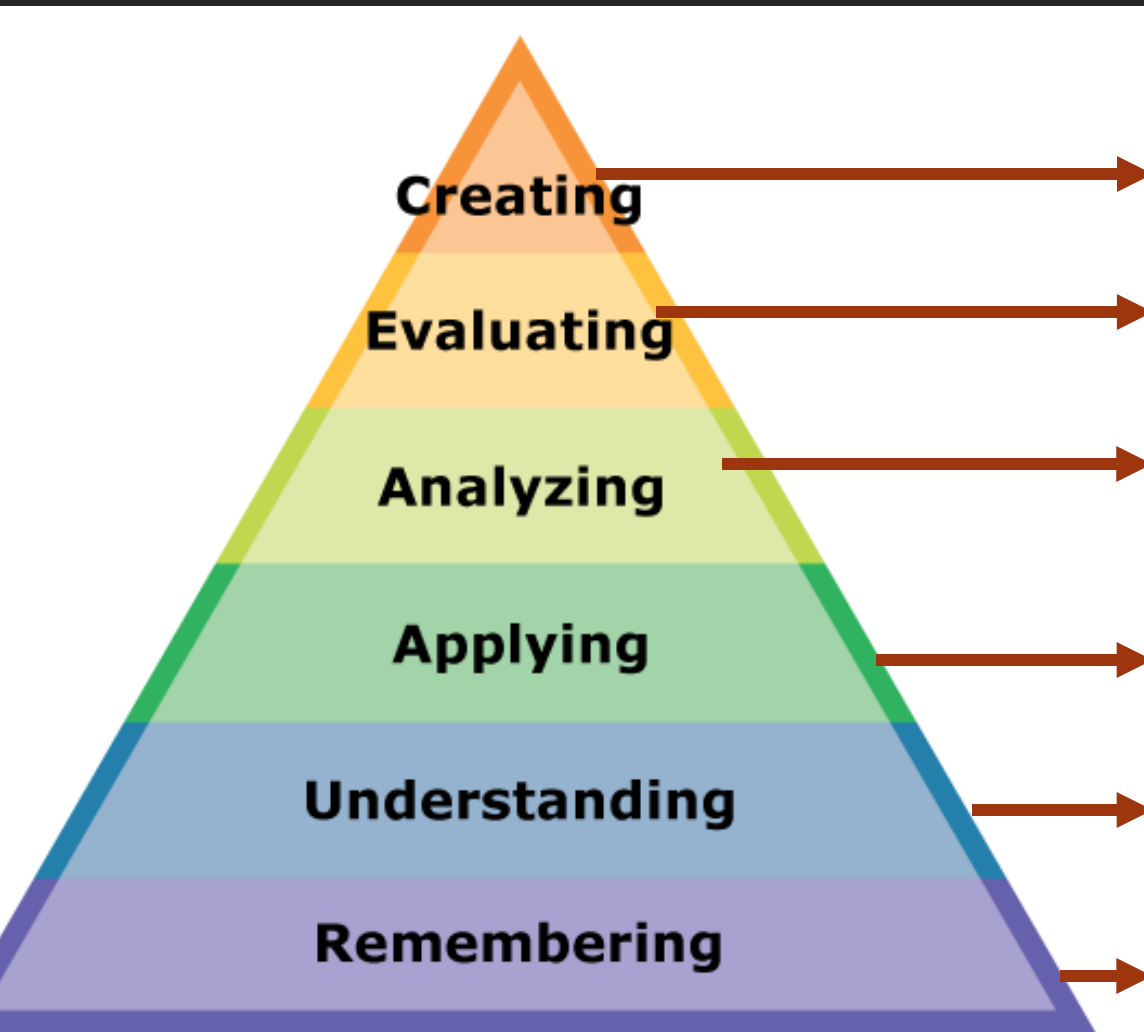 Creating
Evaluating
Analyzing
Applying
Understanding
Remembering